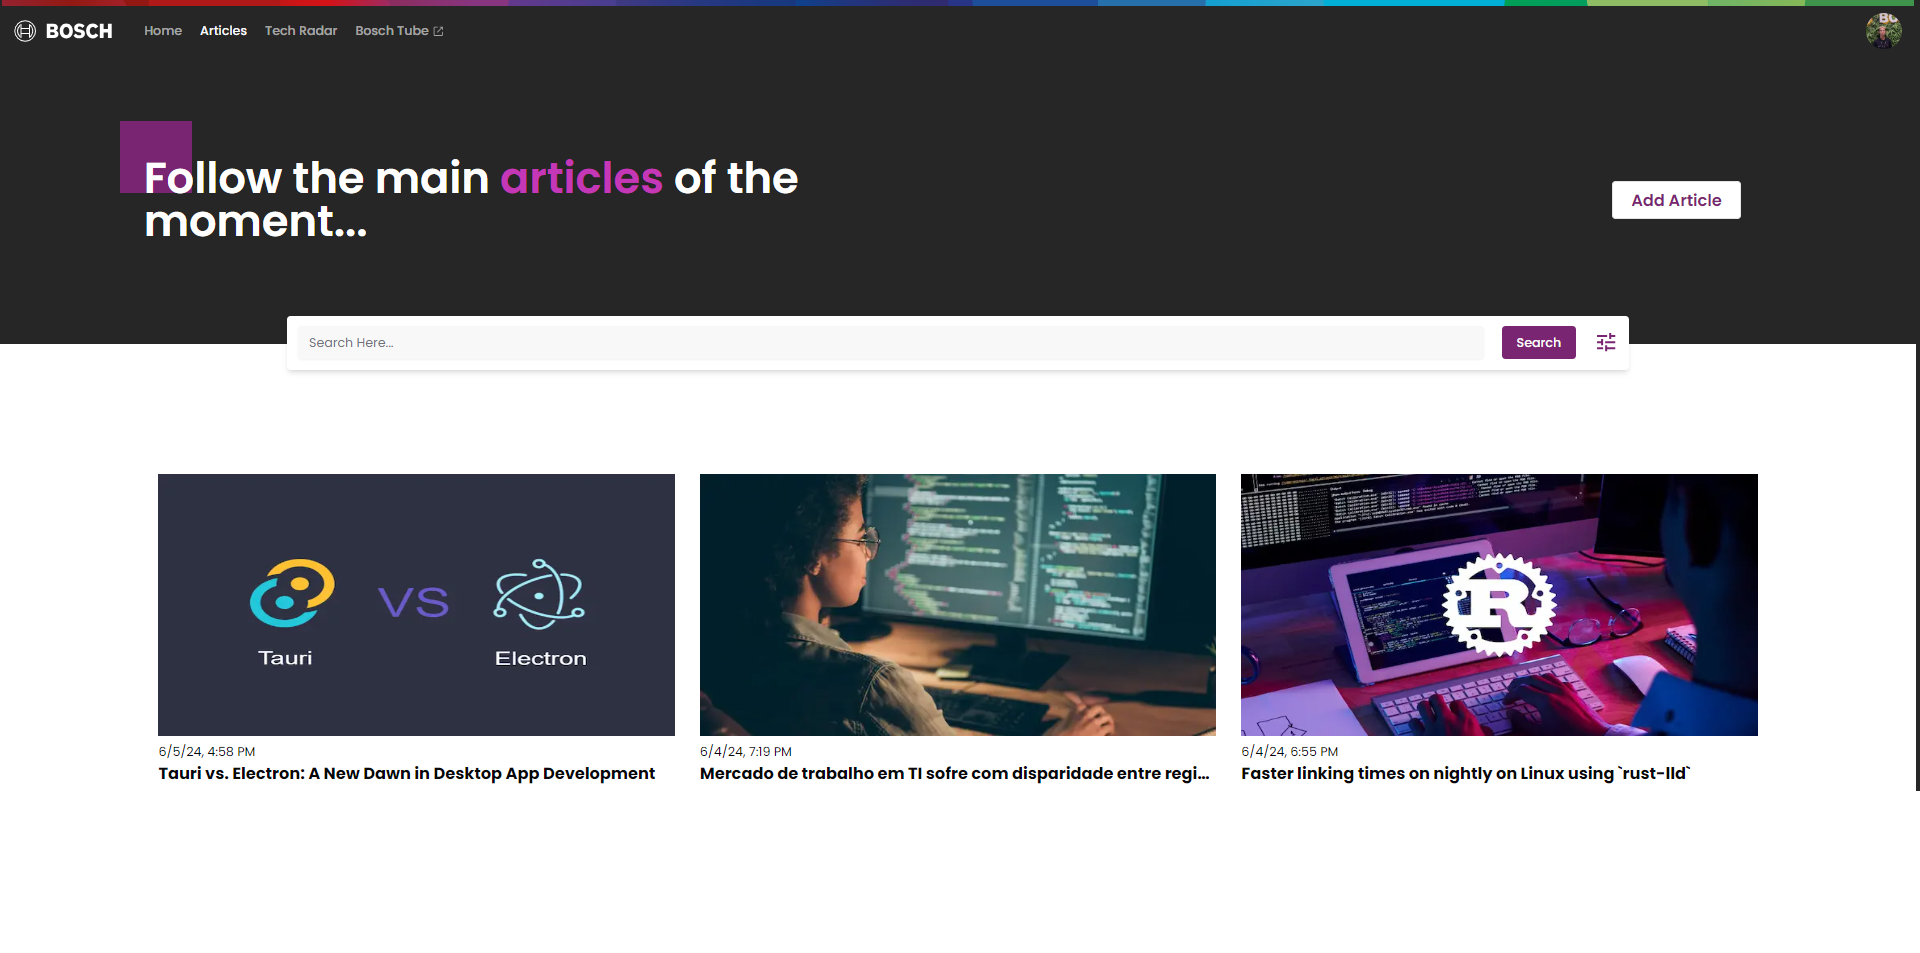 BOSCH Home Articles Tech Radar Bosch Tube
Follow the main articles of the
moment...
Add Article
Search Here...
Search
Tauri VS Electron
6/5/24, 4:58 PM
Tauri vs. Electron: A New Dawn in Desktop App Development
6/4/24, 7:19 PM
Mercado de trabalho em TI sofre com disparidade entre regi...
R
6/4/24, 6:55 PM
Faster linking times on nightly on Linux using `rust-lld`